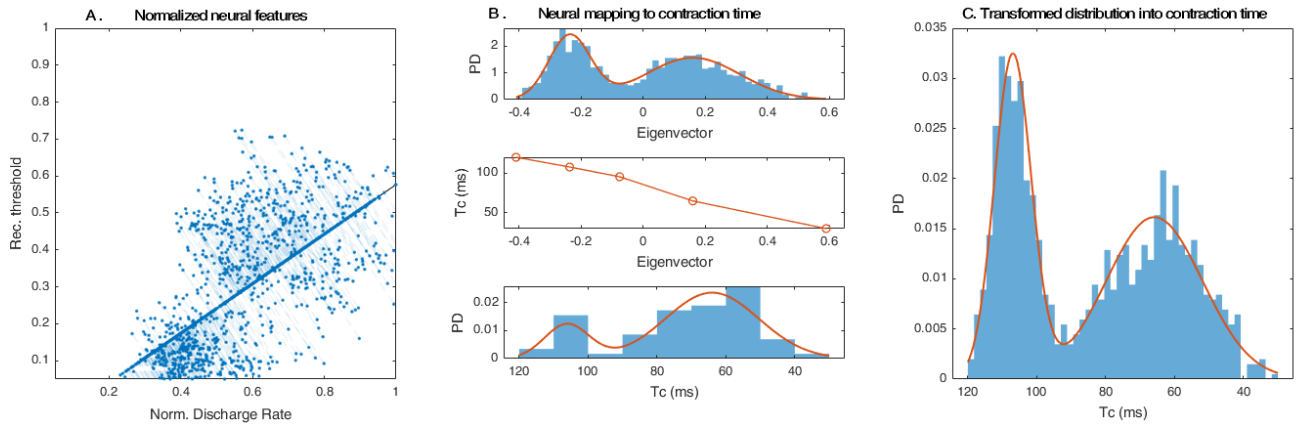 A. Normalized neural features
1
0.9
0.8
0.7
0.6
0.5
0.4
0.3
0.2
0.1
Rec. threshold
0.2 0.4 0.6 0.8 1
Norm. Discharge Rate
B. Neural mapping to contraction time
2
1
0
PD
-0.4 -0.2 0 0.2 0.4 0.6
Eigenvector
100
50
Tc (ms)
-0.4 -0.2 0 0.2 0.4 0.6
Eigenvector
0.02
0.01
0
PD
120 100 80 60 40
Tc (ms)
C. Transformed distribution into contraction time
0.035
0.03
0.025
0.02
0.015
0.01
0.005
0
PD
120 100 80 60 40
Tc (ms)